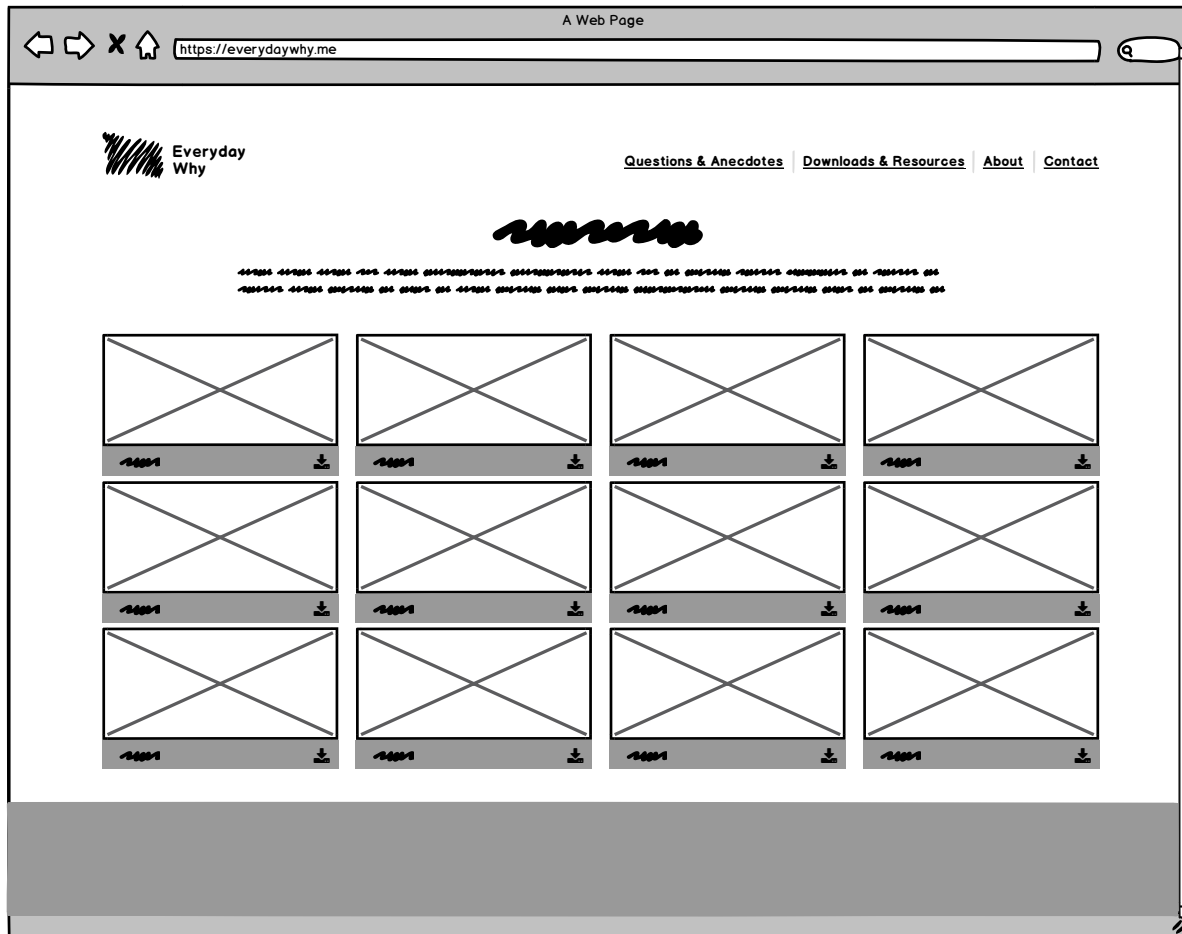 A Web Page
https://everydaywhy.me
Everyday
Why
Questions & Anecdotes Downloads & Resources About Contact